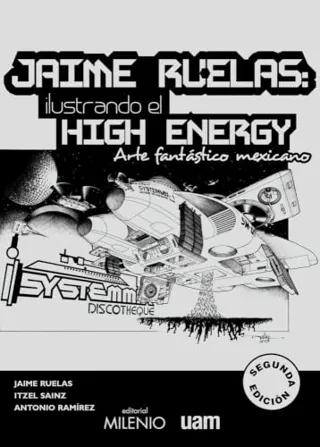 JAIME RUELAS:
ilustrando el
HIGH ENERGY
Arte fantástico mexicano
SYSTEMM
SYSTEMM
DISCOTHEQUE
JAIME RUELAS
ITZEL SAINZ
ANTONIO RAMÍREZ
editorial
MILENIO
uam
SEGUNDA
EDICIÓN